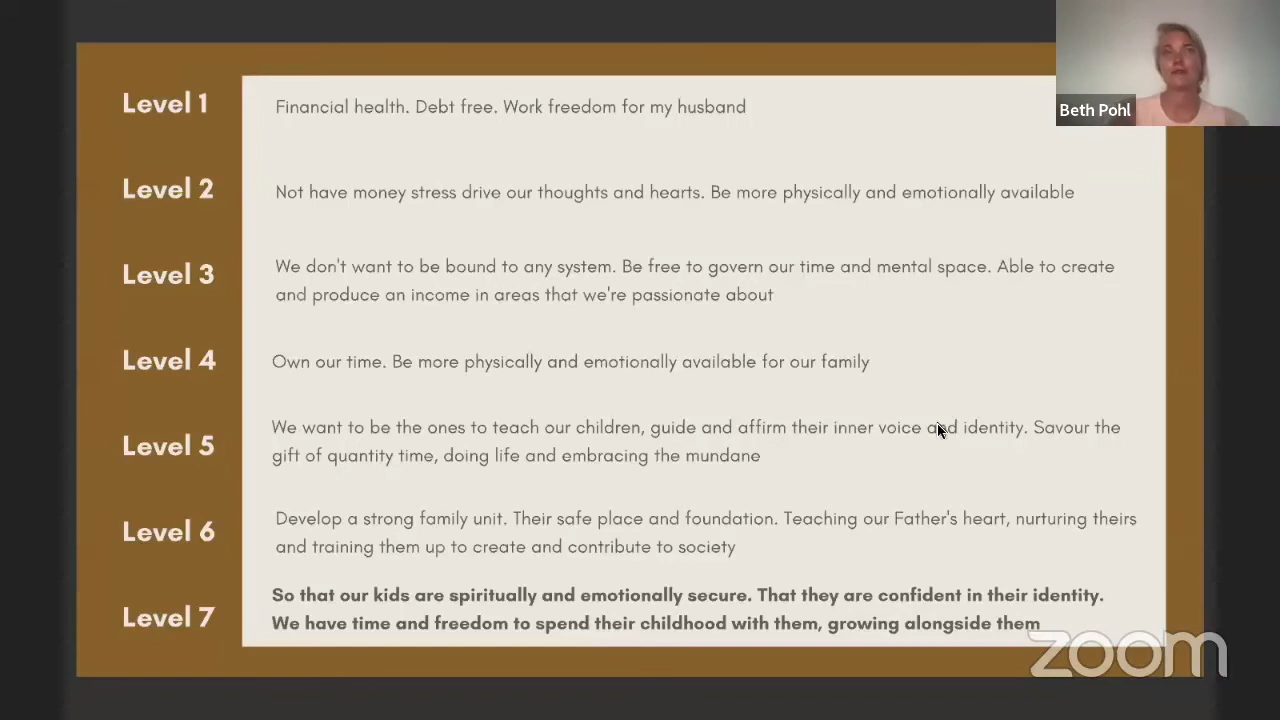 Beth Pohl
Level 1
Financial health. Debt free. Work freedom for my husband
Level 2
Not have money stress drive our thoughts and hearts. Be more physically and emotionally available
Level 3
We don't want to be bound to any system. Be free to govern our time and mental space. Able to create
and produce an income in areas that we're passionate about
Level 4
Own our time. Be more physically and emotionally available for our family
Level 5
We want to be the ones to teach our children, guide and affirm their inner voice and identity. Savour the
gift of quantity time, doing life and embracing the mundane
Level 6
Develop a strong family unit. Their safe place and foundation. Teaching our Father's heart, nurturing theirs
and training them up to create and contribute to society
Level 7
So that our kids are spiritually and emotionally secure. That they are confident in their identity.
We have time and freedom to spend their childhood with them, growing alongside them
zoom